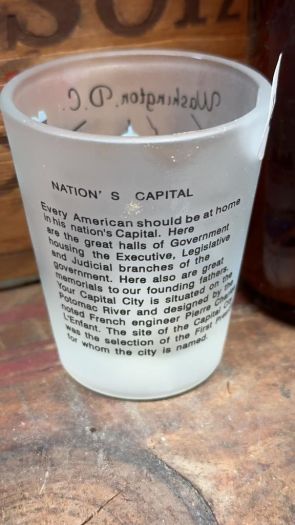 Washington, D.C.
NATION' S CAPITAL
Every American should be at home
in his nation's Capital. Here
are the great halls of Government
housing the Executive, Legislative
and Judicial branches of the
government. Here also are great
memorials to our founding fathers.
Your Capital City is situated on the
Potomac River and designed by the
noted French engineer Pierre
L'Enfant. The site of the Capital
was the selection of the First
for whom the city is named.